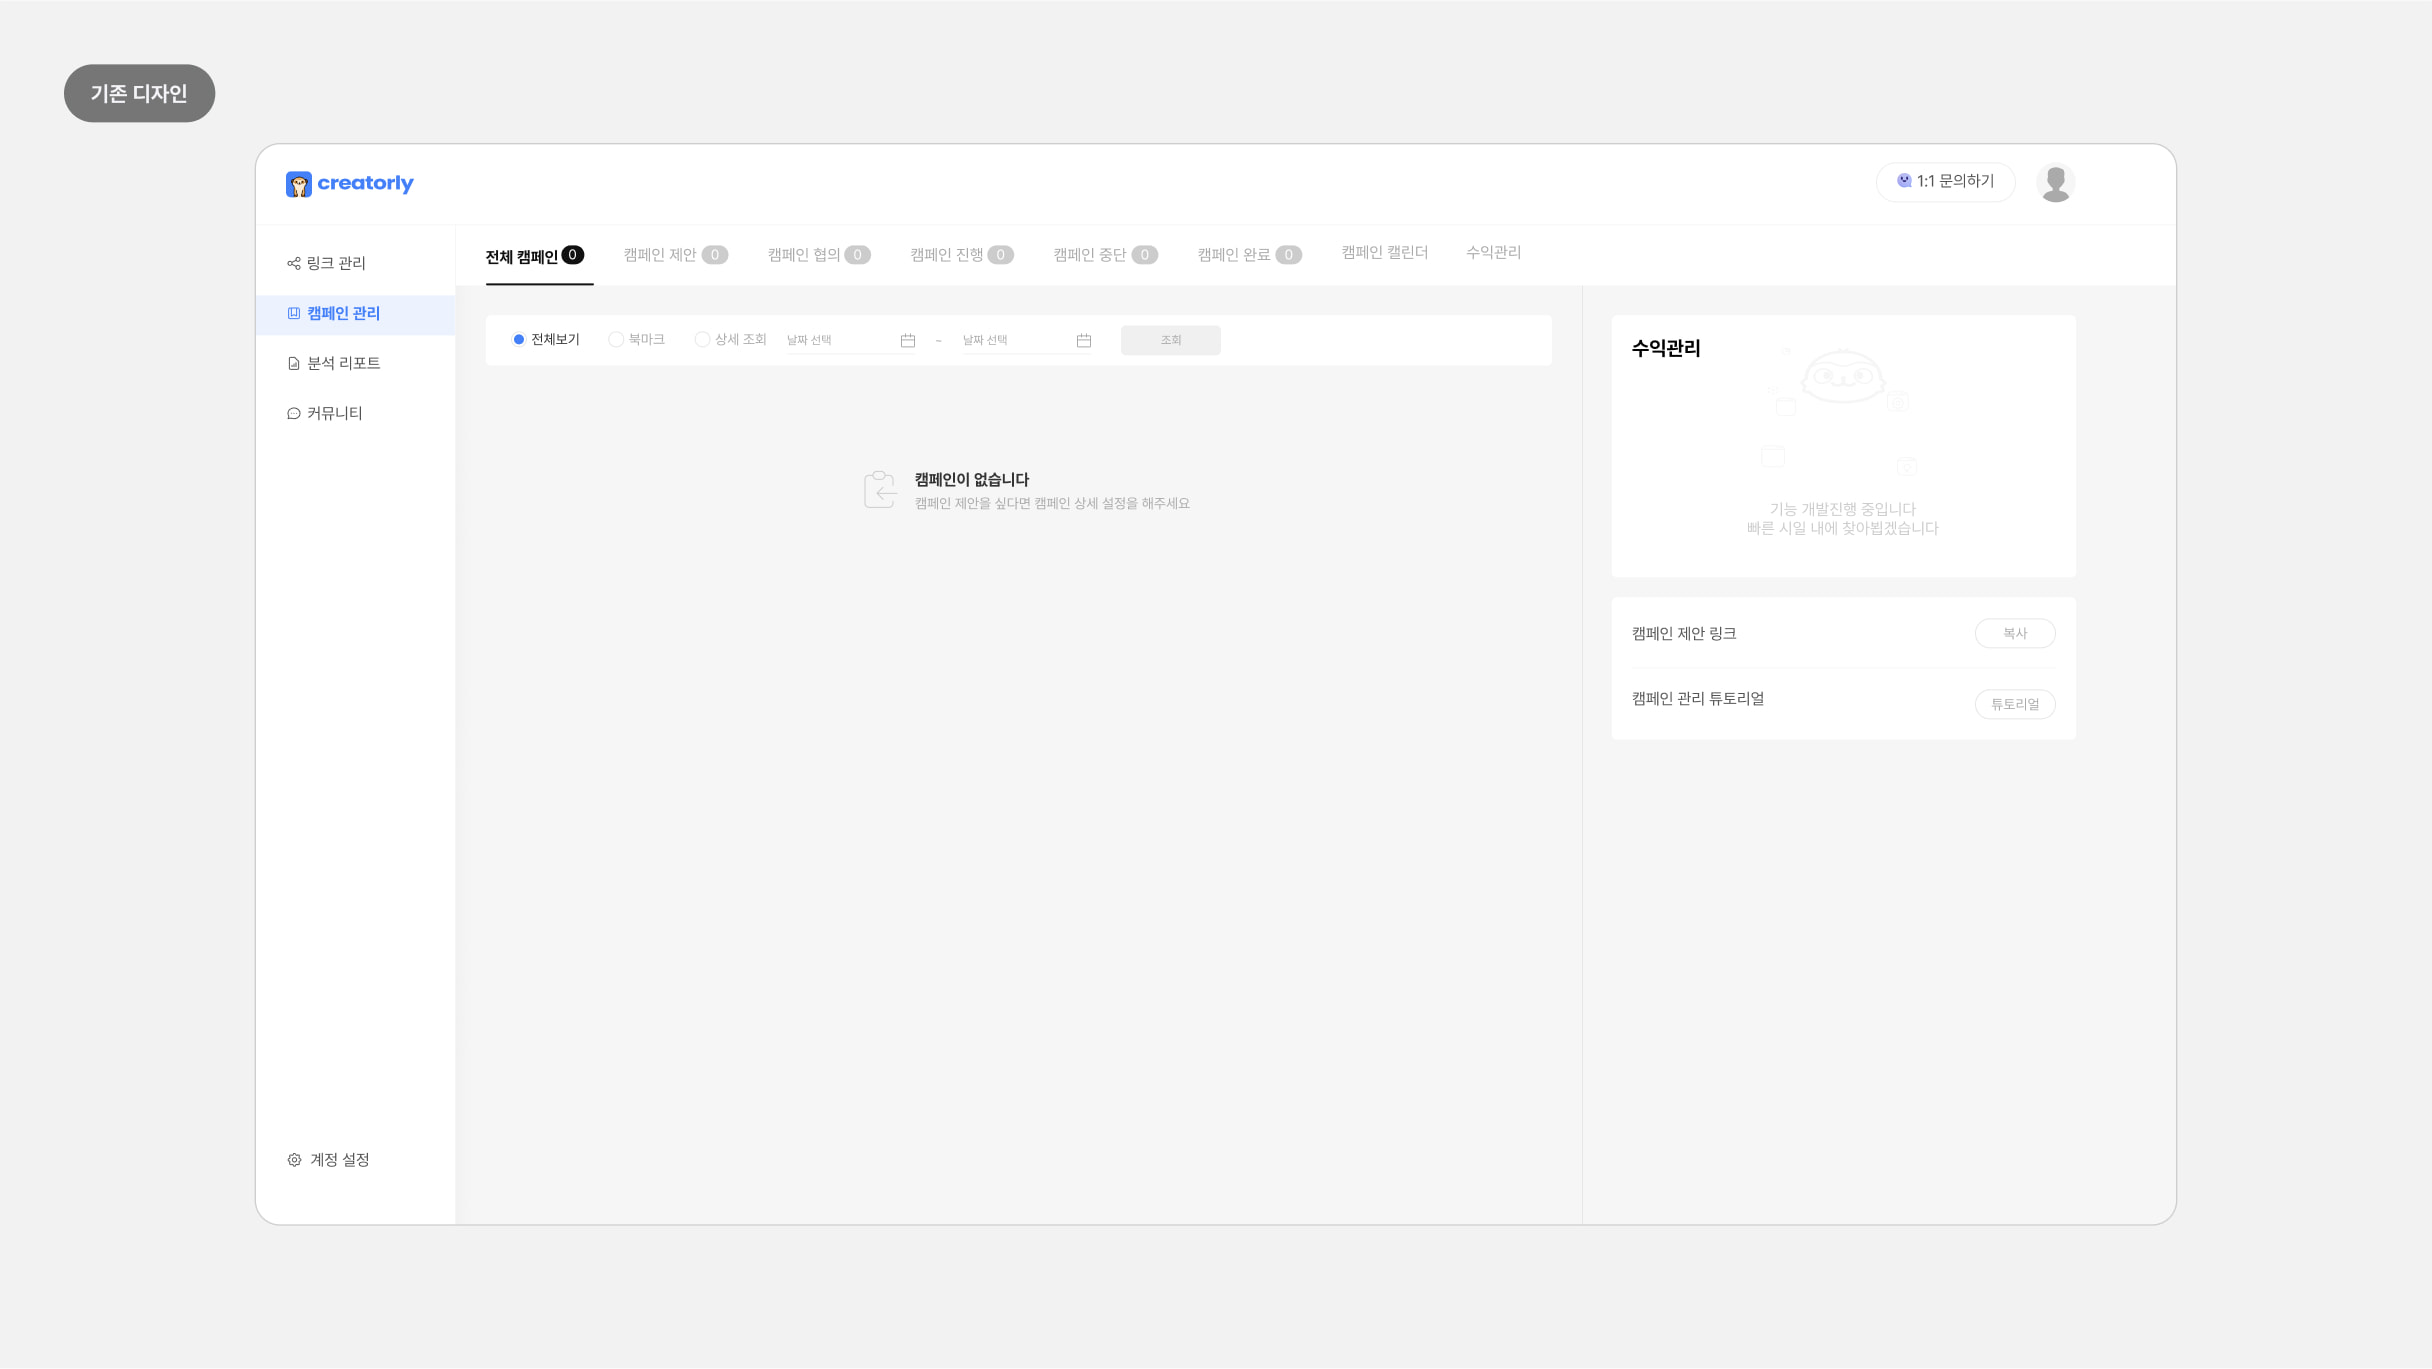 기존 디자인
creatorly
1:1 문의하기
링크 관리
캠페인 관리
분석 리포트
커뮤니티
계정 설정
전체 캠페인 0
캠페인 제안 0
캠페인 협의 0
캠페인 진행 0
캠페인 중단 0
캠페인 완료 0
캠페인 캘린더
수익관리
전체보기
북마크
상세 조회
날짜 선택
~
날짜 선택
조회
캠페인이 없습니다
캠페인 제안을 싶다면 캠페인 상세 설정을 해주세요
수익관리
기능 개발진행 중입니다
빠른 시일 내에 찾아뵙겠습니다
캠페인 제안 링크
복사
캠페인 관리 튜토리얼
튜토리얼